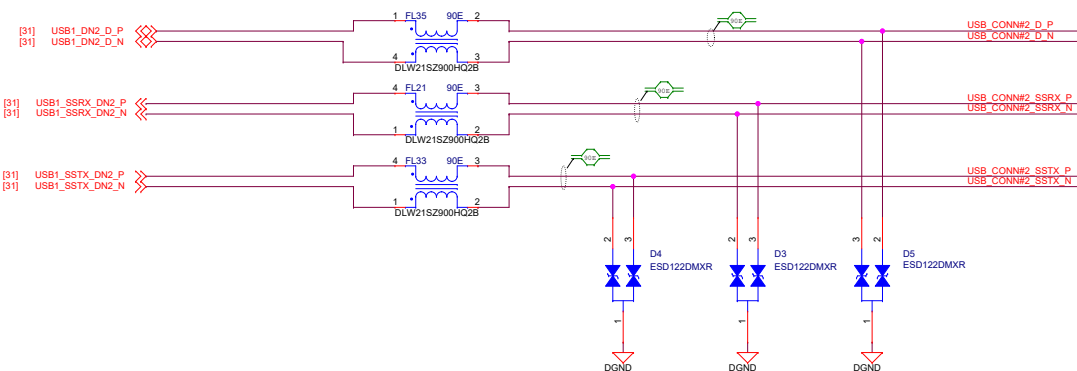 1 FL35 90E 2
[31] USB1_DN2_D_P
[31] USB1_DN2_D_N
90E
USB_CONN#2_D_P
USB_CONN#2_D_N
4 3
DLW21SZ900HQ2B
4 FL21 90E 3
[31] USB1_SSRX_DN2_P
[31] USB1_SSRX_DN2_N
90E
USB_CONN#2_SSRX_P
USB_CONN#2_SSRX_N
1 2
DLW21SZ900HQ2B
4 FL33 90E 3
[31] USB1_SSTX_DN2_P
[31] USB1_SSTX_DN2_N
90E
USB_CONN#2_SSTX_P
USB_CONN#2_SSTX_N
1 2
DLW21SZ900HQ2B
2 3 D4
ESD122DMXR
2 3 D3
ESD122DMXR
3 2 D5
ESD122DMXR
1 1 1
DGND DGND DGND